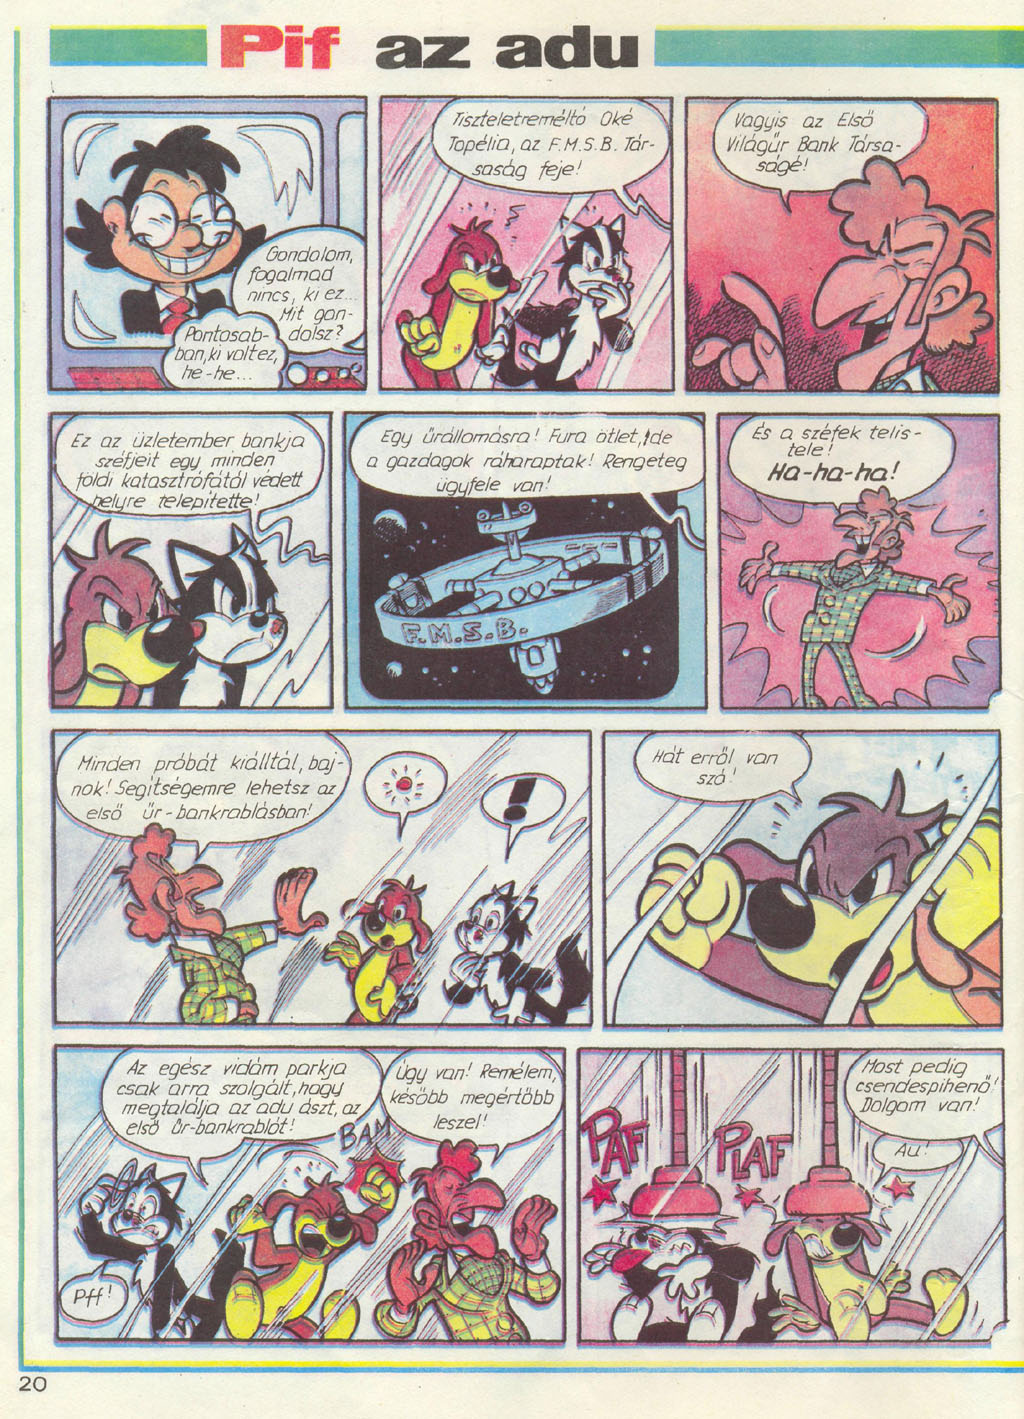 Pif az adu
Gondolom,
fogalmad
nincs, ki ez...
Mit gon-
dolsz?
Pontosab-
ban, ki volt ez,
he-he...
Tiszteletreméltó Oké
Topélia, az F.M.S.B. Tár-
saság feje!
Vagyis az Első
Világűr Bank Társa-
ságé!
Ez az üzletember bankja
széfjeit egy minden
földi katasztrófától védett
helyre telepítette!
Egy űrállomásra! Fura ötlet, de
a gazdagok ráharaptak! Rengeteg
ügyfele van!
F.M.S.B.
És a széfek telis-
tele!
Ha-ha-ha!
Minden próbát kiálltál, baj-
nok! Segítségemre lehetsz az
első űr-bankrablásban!
!
Hát erről van
szó!
Az egész vidám parkja
csak arra szolgált, hogy
megtalálja az adu ászt, az
első űr-bankrablót!
Pff!
BAM
Úgy van! Remélem,
később megértőbb
leszel!
PAF
PLAF
Most pedig
csendespihenő!
Dolgom van!
Au!
20